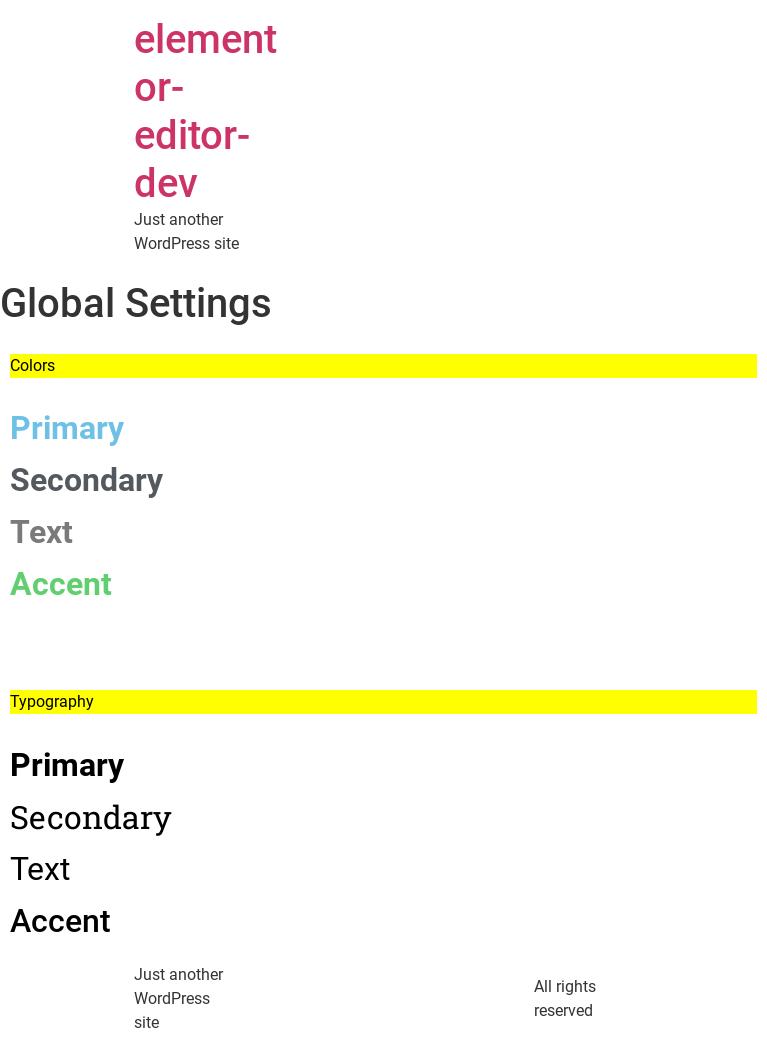 element
or-
editor-
dev
Just another
WordPress site
Global Settings
Colors
Primary
Secondary
Text
Accent
Typography
Primary
Secondary
Text
Accent
Just another
WordPress
site
All rights
reserved